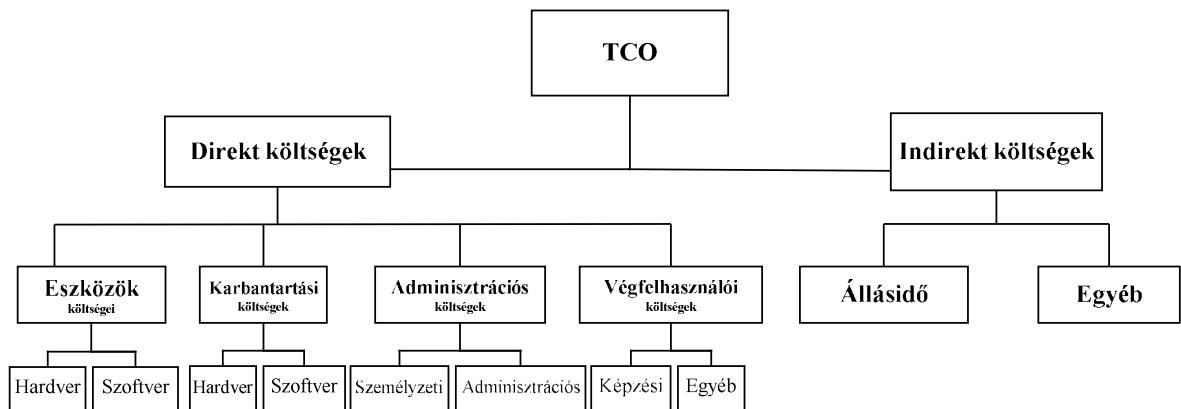 TCO
Direkt költségek
Indirekt költségek
Eszközök
költségei
Karbantartási
költségek
Adminisztrációs
költségek
Végfelhasználói
költségek
Állásidő
Egyéb
Hardver
Szoftver
Hardver
Szoftver
Személyzeti
Adminisztrációs
Képzési
Egyéb